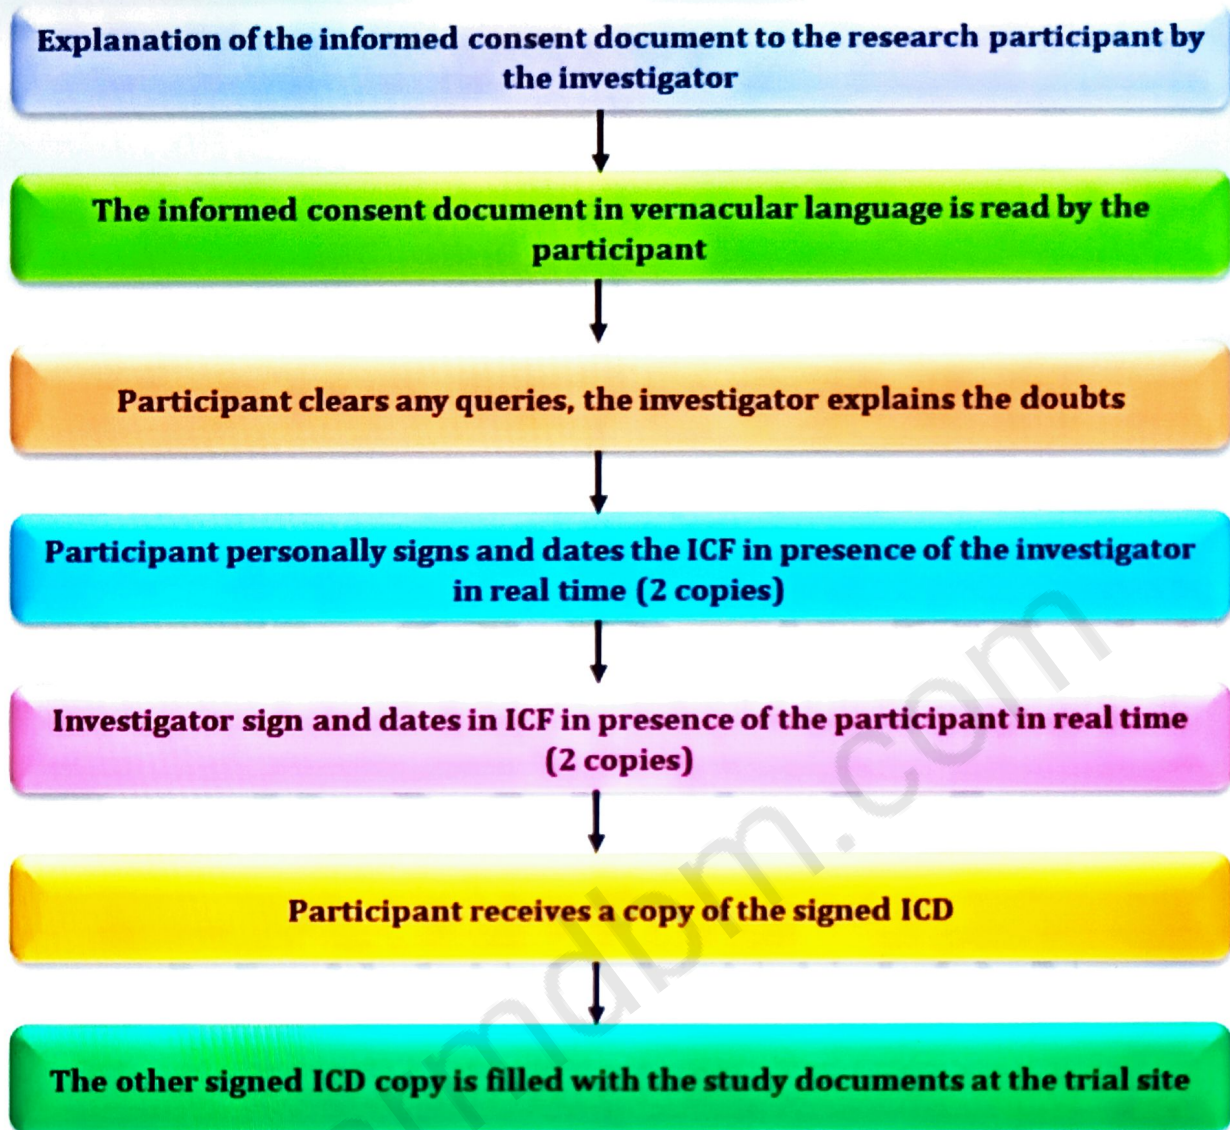 Explanation of the informed consent document to the research participant by
the investigator
The informed consent document in vernacular language is read by the
participant
Participant clears any queries, the investigator explains the doubts
Participant personally signs and dates the ICF in presence of the investigator
in real time (2 copies)
Investigator sign and dates in ICF in presence of the participant in real time
(2 copies)
Participant receives a copy of the signed ICD
The other signed ICD copy is filled with the study documents at the trial site